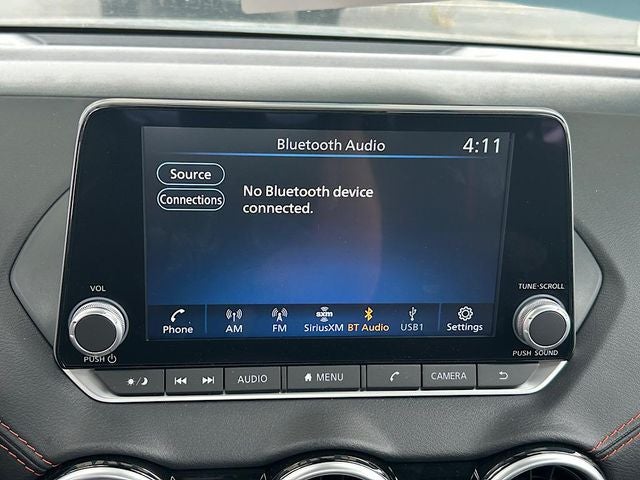 Bluetooth Audio 4:11
Source
Connections
No Bluetooth device
connected.
VOL
PUSH
TUNE·SCROLL
PUSH SOUND
sxm
Phone AM FM SiriusXM BT Audio USB1 Settings
AUDIO MENU CAMERA